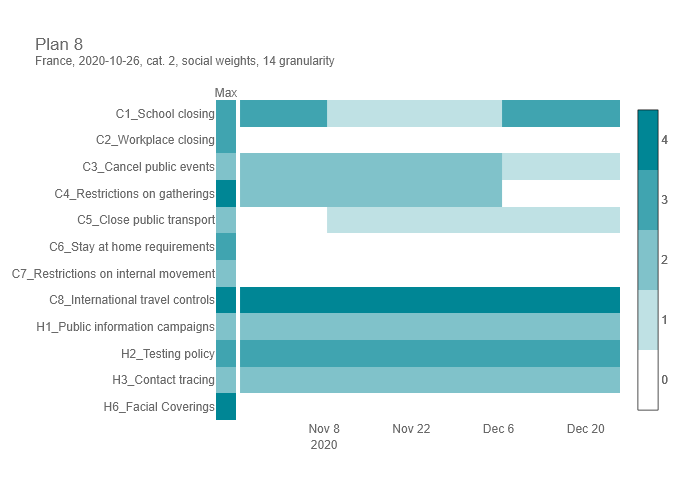 Plan 8
France, 2020-10-26, cat. 2, social weights, 14 granularity
Max
C1_School closing
C2_Workplace closing
C3_Cancel public events
C4_Restrictions on gatherings
C5_Close public transport
C6_Stay at home requirements
C7_Restrictions on internal movement
C8_International travel controls
H1_Public information campaigns
H2_Testing policy
H3_Contact tracing
H6_Facial Coverings
4
3
2
1
0
Nov 8 Nov 22 Dec 6 Dec 20
2020